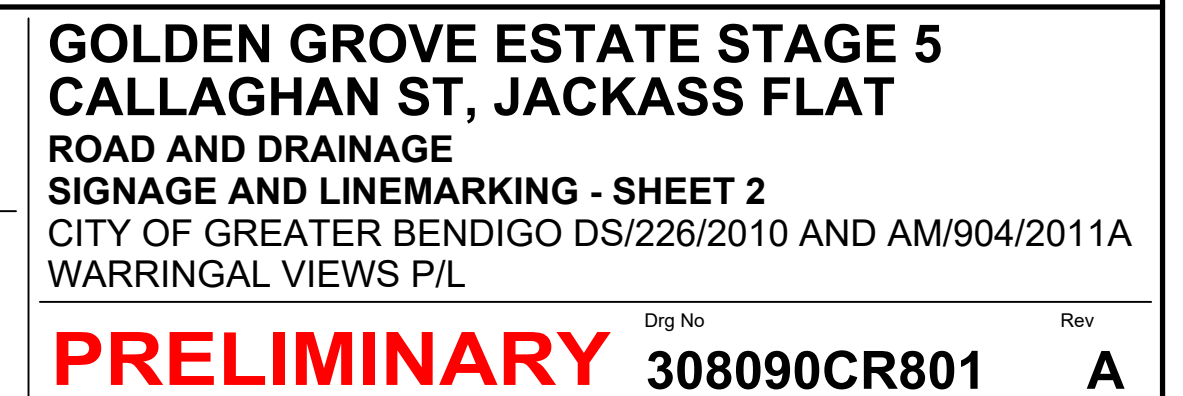 GOLDEN GROVE ESTATE STAGE 5
CALLAGHAN ST, JACKASS FLAT
ROAD AND DRAINAGE
SIGNAGE AND LINEMARKING - SHEET 2
CITY OF GREATER BENDIGO DS/226/2010 AND AM/904/2011A
WARRINGAL VIEWS P/L
Drg No Rev
PRELIMINARY 308090CR801 A